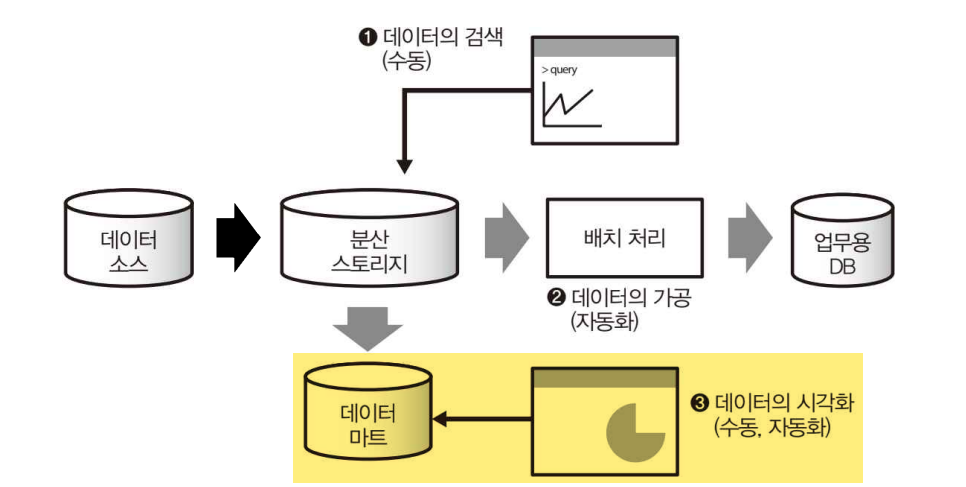 ❶ 데이터의 검색
(수동)
> query
데이터
소스
분산
스토리지
배치 처리
업무용
DB
❷ 데이터의 가공
(자동화)
데이터
마트
❸ 데이터의 시각화
(수동, 자동화)